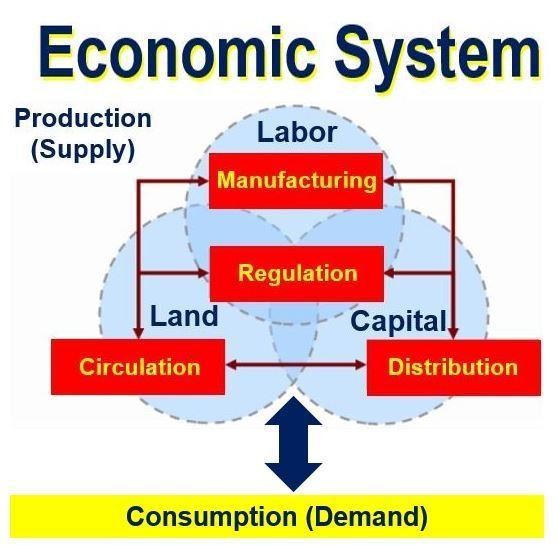 Economic System
Production
(Supply)
Labor
Manufacturing
Regulation
Land
Capital
Circulation
Distribution
Consumption (Demand)